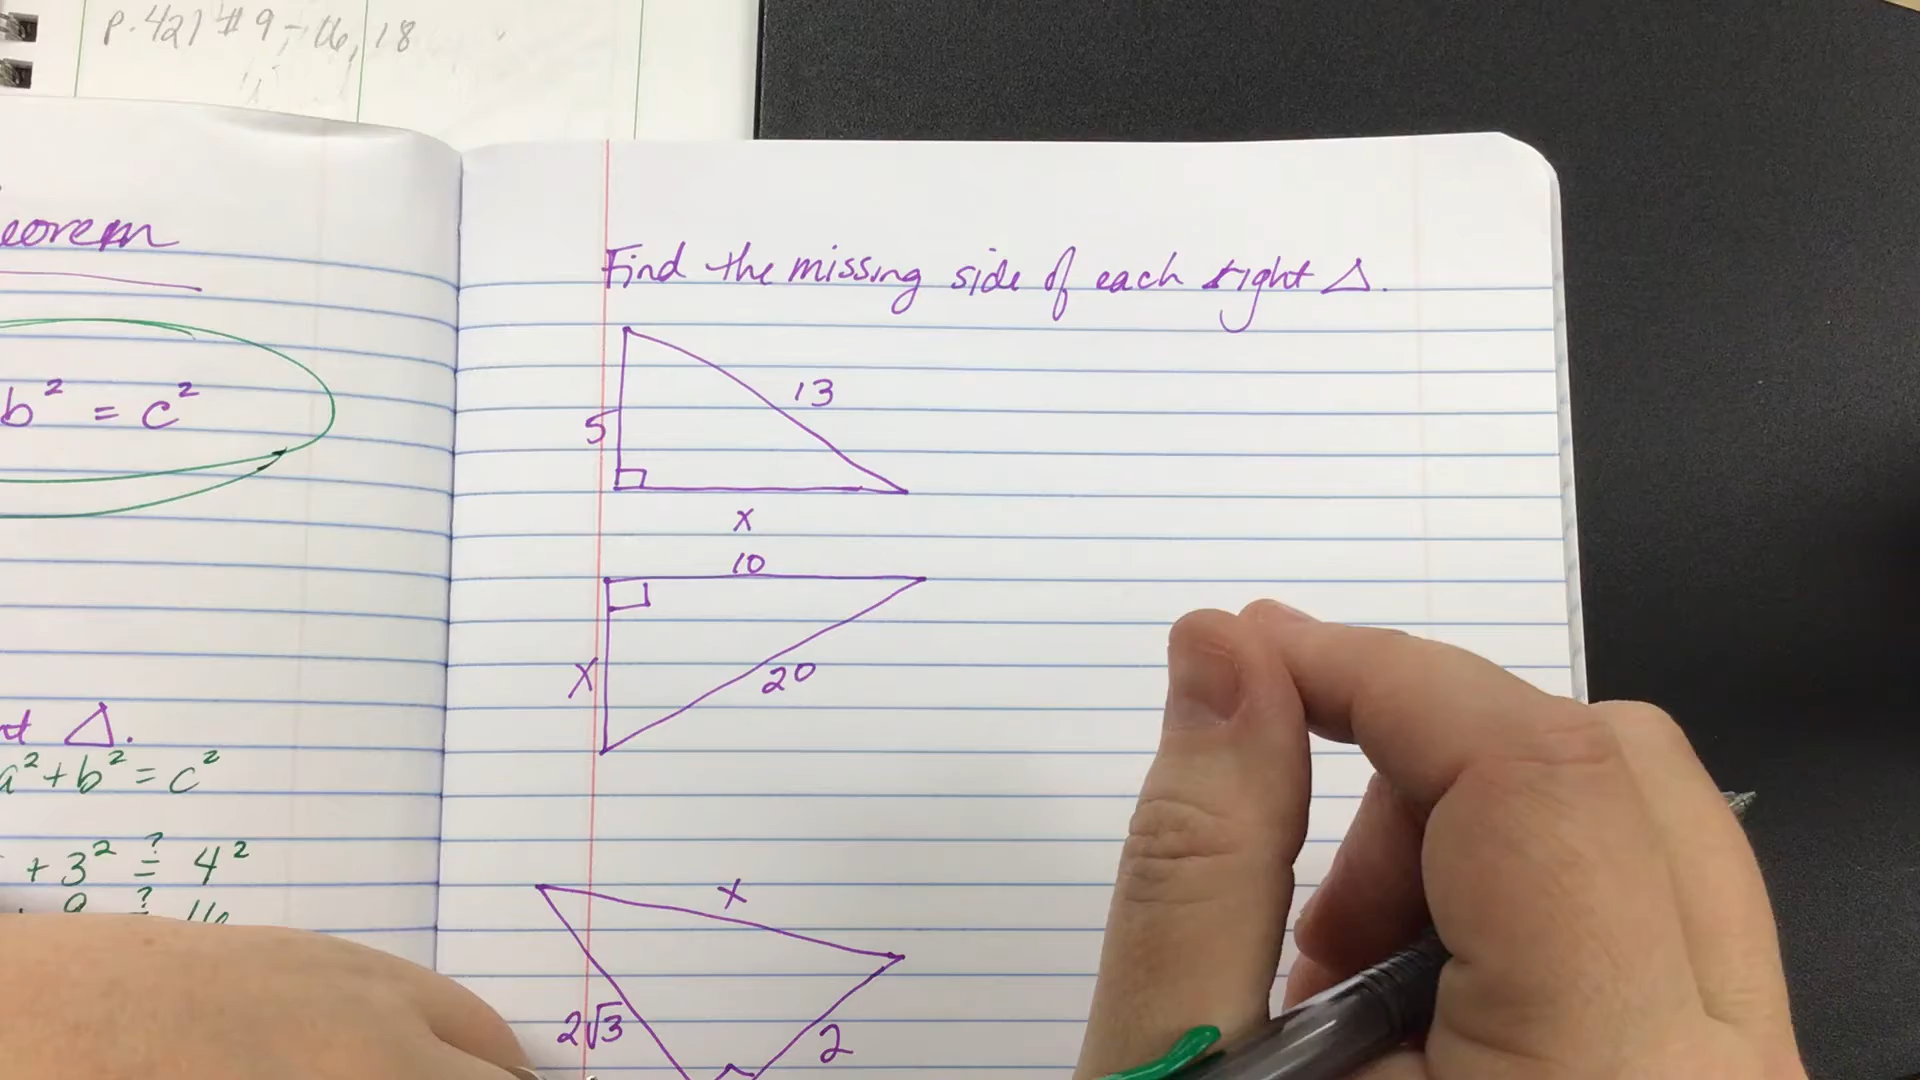 p.421 #9-16, 18
eorem
b² = c²
Δ.
a²+b² = c²
+ 3² ≟ 4²
Find the missing side of each right Δ.
13
5
x
10
x
20
x
2√3
2